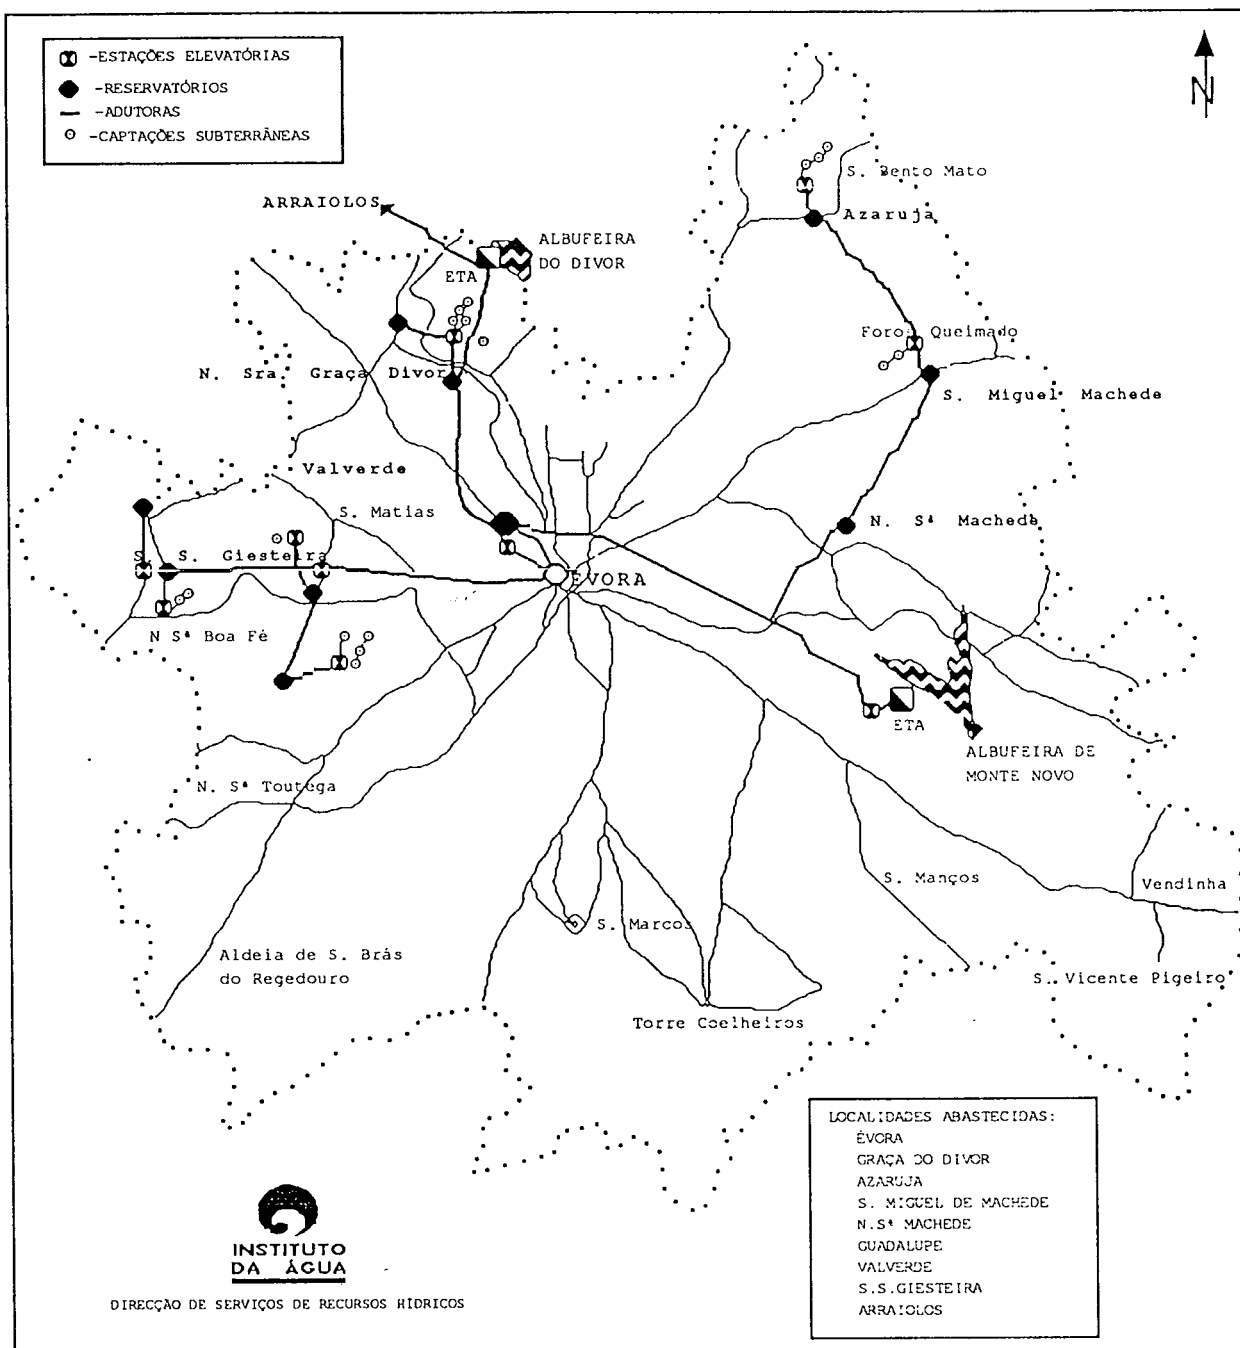 -ESTAÇÕES ELEVATÓRIAS
-RESERVATÓRIOS
-ADUTORAS
-CAPTAÇÕES SUBTERRÂNEAS
N
S. Bento Mato
ARRAIOLOS
Azaruja
ALBUFEIRA
DO DIVOR
ETA
Foro Queimado
N. Sra. Graça Divor
S. Miguel Machede
Valverde
S. Matias
N. Sª Machede
S. S. Giesteira
ÉVORA
N Sª Boa Fé
ETA
ALBUFEIRA DE
MONTE NOVO
N. Sª Toutega
S. Manços
Vendinha
S. Marcos
Aldeia de S. Brás
do Regedouro
S. Vicente Pigeiro
Torre Coelheiros
LOCALIDADES ABASTECIDAS:
ÉVORA
GRAÇA DO DIVOR
AZARUJA
S. MIGUEL DE MACHEDE
N.Sª MACHEDE
GUADALUPE
VALVERDE
S.S.GIESTEIRA
ARRAIOLOS
INSTITUTO
DA ÁGUA
DIRECÇÃO DE SERVIÇOS DE RECURSOS HÍDRICOS